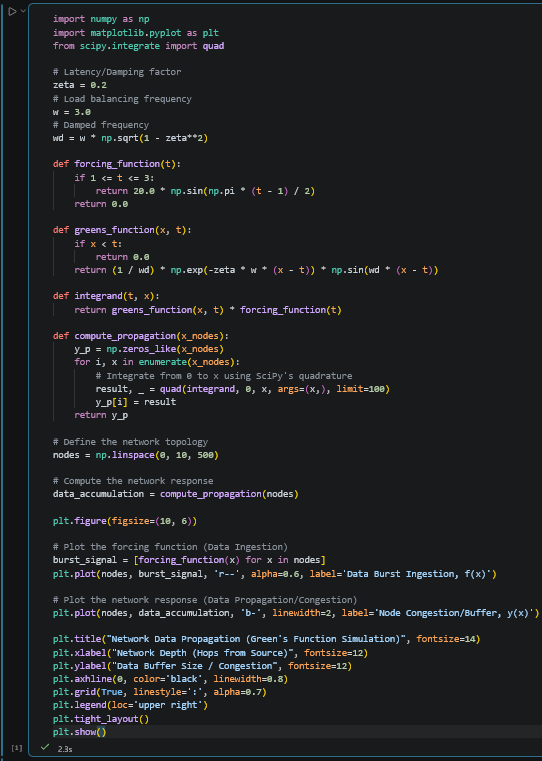 import numpy as np
import matplotlib.pyplot as plt
from scipy.integrate import quad
# Latency/Damping factor
zeta = 0.2
# Load balancing frequency
w = 3.0
# Damped frequency
wd = w * np.sqrt(1 - zeta**2)
def forcing_function(t):
    if 1 <= t <= 3:
        return 20.0 * np.sin(np.pi * (t - 1) / 2)
    return 0.0
def greens_function(x, t):
    if x < t:
        return 0.0
    return (1 / wd) * np.exp(-zeta * w * (x - t)) * np.sin(wd * (x - t))
def integrand(t, x):
    return greens_function(x, t) * forcing_function(t)
def compute_propagation(x_nodes):
    y_p = np.zeros_like(x_nodes)
    for i, x in enumerate(x_nodes):
        # Integrate from 0 to x using SciPy's quadrature
        result, _ = quad(integrand, 0, x, args=(x,), limit=100)
        y_p[i] = result
    return y_p
# Define the network topology
nodes = np.linspace(0, 10, 500)
# Compute the network response
data_accumulation = compute_propagation(nodes)
plt.figure(figsize=(10, 6))
# Plot the forcing function (Data Ingestion)
burst_signal = [forcing_function(x) for x in nodes]
plt.plot(nodes, burst_signal, 'r--', alpha=0.6, label='Data Burst Ingestion, f(x)')
# Plot the network response (Data Propagation/Congestion)
plt.plot(nodes, data_accumulation, 'b-', linewidth=2, label='Node Congestion/Buffer, y(x)')
plt.title("Network Data Propagation (Green's Function Simulation)", fontsize=14)
plt.xlabel("Network Depth (Hops from Source)", fontsize=12)
plt.ylabel("Data Buffer Size / Congestion", fontsize=12)
plt.axhline(0, color='black', linewidth=0.8)
plt.grid(True, linestyle=':', alpha=0.7)
plt.legend(loc='upper right')
plt.tight_layout()
plt.show()
[1]
2.3s